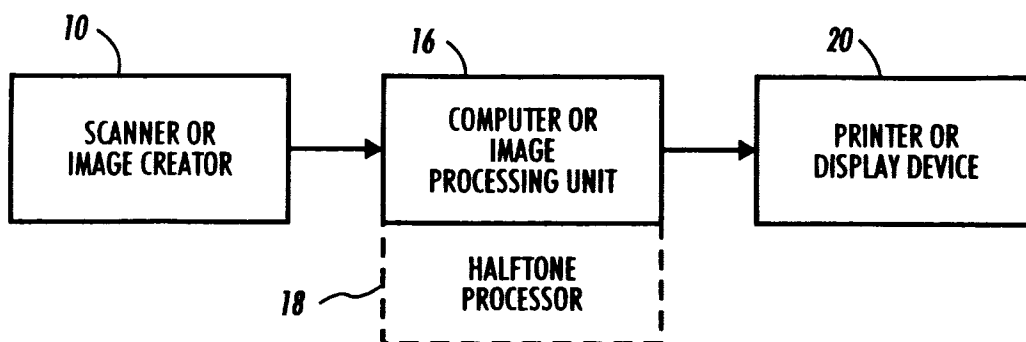 10
SCANNER OR
IMAGE CREATOR
16
COMPUTER OR
IMAGE
PROCESSING UNIT
20
PRINTER OR
DISPLAY DEVICE
18
HALFTONE
PROCESSOR